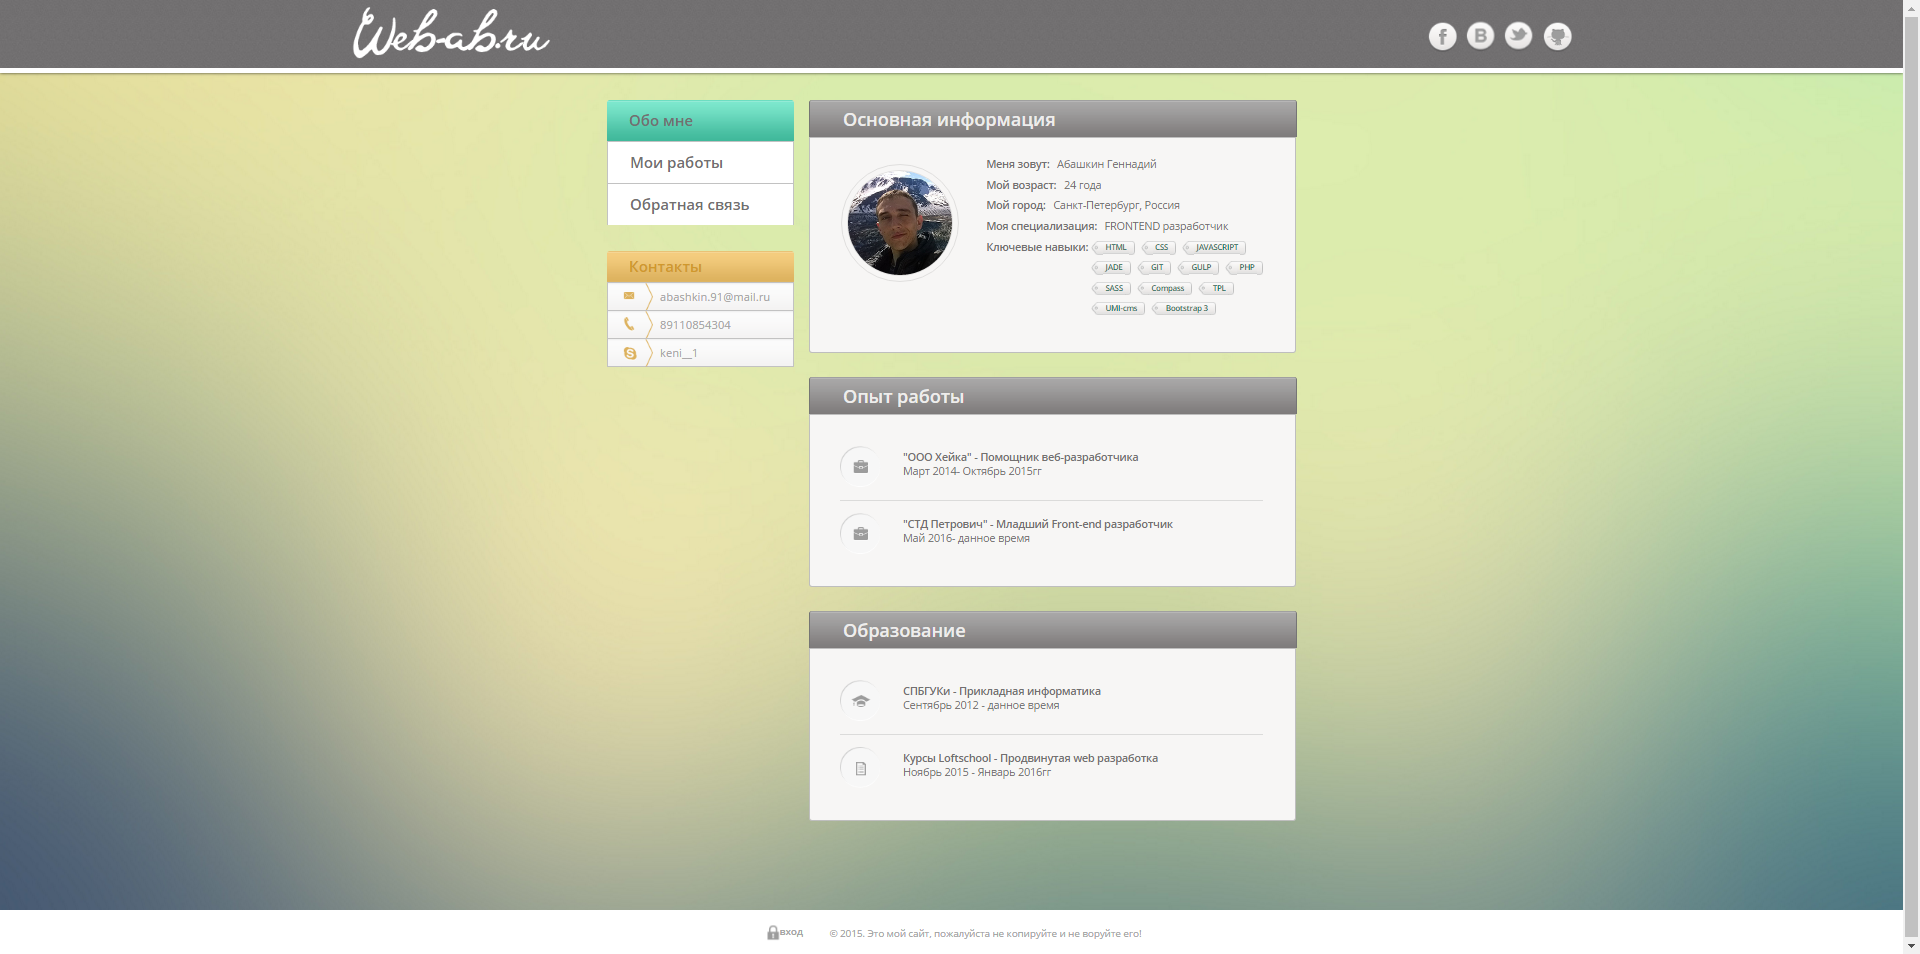 Web-ab.ru
Обо мне
Мои работы
Обратная связь
Контакты
abashkin.91@mail.ru
89110854304
keni__1
Основная информация
Меня зовут: Абашкин Геннадий
Мой возраст: 24 года
Мой город: Санкт-Петербург, Россия
Моя специализация: FRONTEND разработчик
Ключевые навыки: HTML CSS JAVASCRIPT
JADE GIT GULP PHP
SASS Compass TPL
UMI-cms Bootstrap 3
Опыт работы
"ООО Хейка" - Помощник веб-разработчика
Март 2014- Октябрь 2015гг
"СТД Петрович" - Младший Front-end разработчик
Май 2016- данное время
Образование
СПБГУКи - Прикладная информатика
Сентябрь 2012 - данное время
Курсы Loftschool - Продвинутая web разработка
Ноябрь 2015 - Январь 2016гг
вход
© 2015. Это мой сайт, пожалуйста не копируйте и не воруйте его!